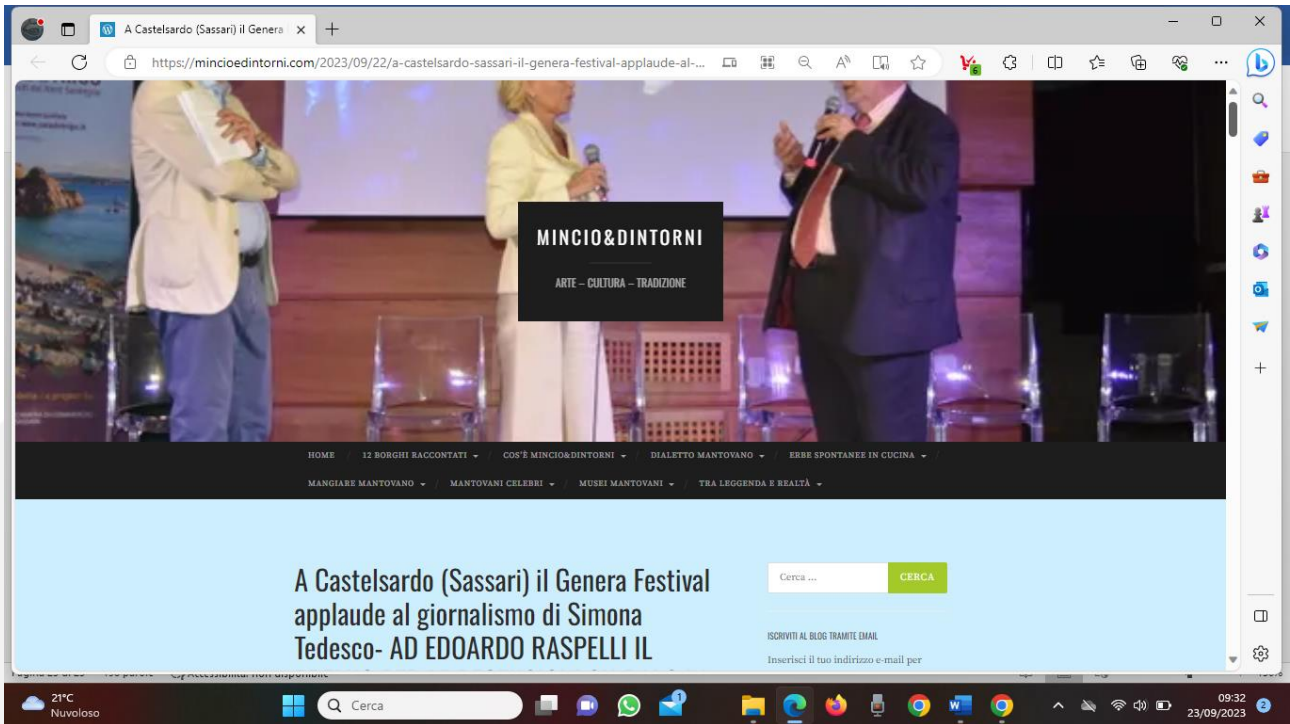 A Castelsardo (Sassari) il Genera
https://mincioedintorni.com/2023/09/22/a-castelsardo-sassari-il-genera-festival-applaude-al-...
6
MINCIO&DINTORNI
ARTE – CULTURA – TRADIZIONE
HOME / 12 BORGHI RACCONTATI / COS'È MINCIO&DINTORNI / DIALETTO MANTOVANO / ERBE SPONTANEE IN CUCINA /
MANGIARE MANTOVANO / MANTOVANI CELEBRI / MUSEI MANTOVANI / TRA LEGGENDA E REALTÀ
A Castelsardo (Sassari) il Genera Festival
applaude al giornalismo di Simona
Tedesco- AD EDOARDO RASPELLI IL
Cerca ...
CERCA
ISCRIVITI AL BLOG TRAMITE EMAIL
Inserisci il tuo indirizzo e-mail per
21°C
Nuvoloso
Cerca
09:32
23/09/2023
2